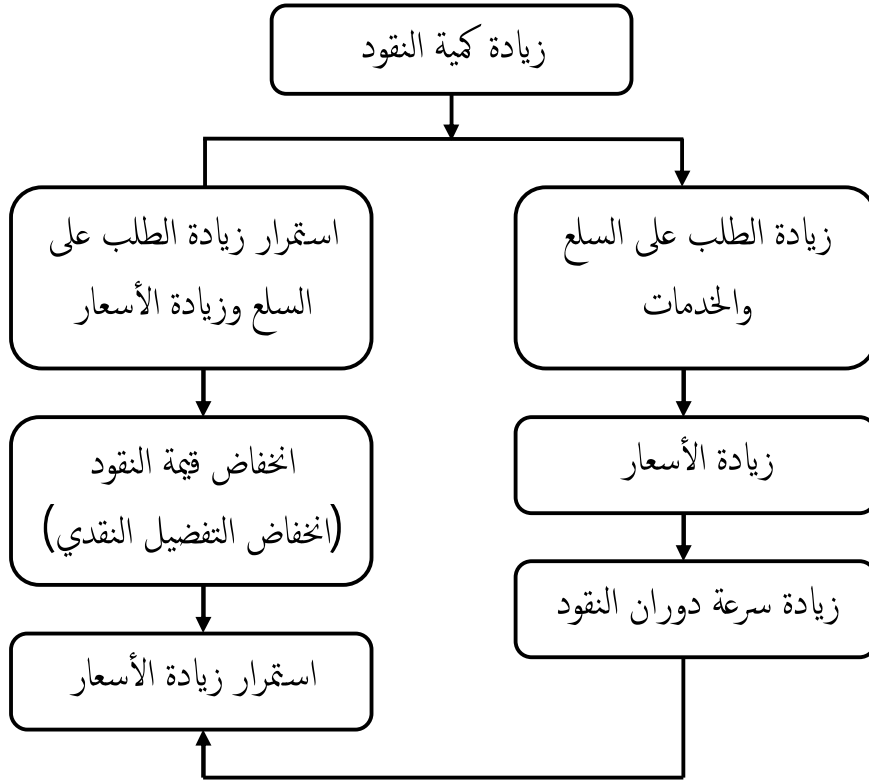 زيادة كمية النقود
زيادة الطلب على السلع
والخدمات
زيادة الأسعار
زيادة سرعة دوران النقود
استمرار زيادة الطلب على
السلع وزيادة الأسعار
انخفاض قيمة النقود
(انخفاض التفضيل النقدي)
استمرار زيادة الأسعار